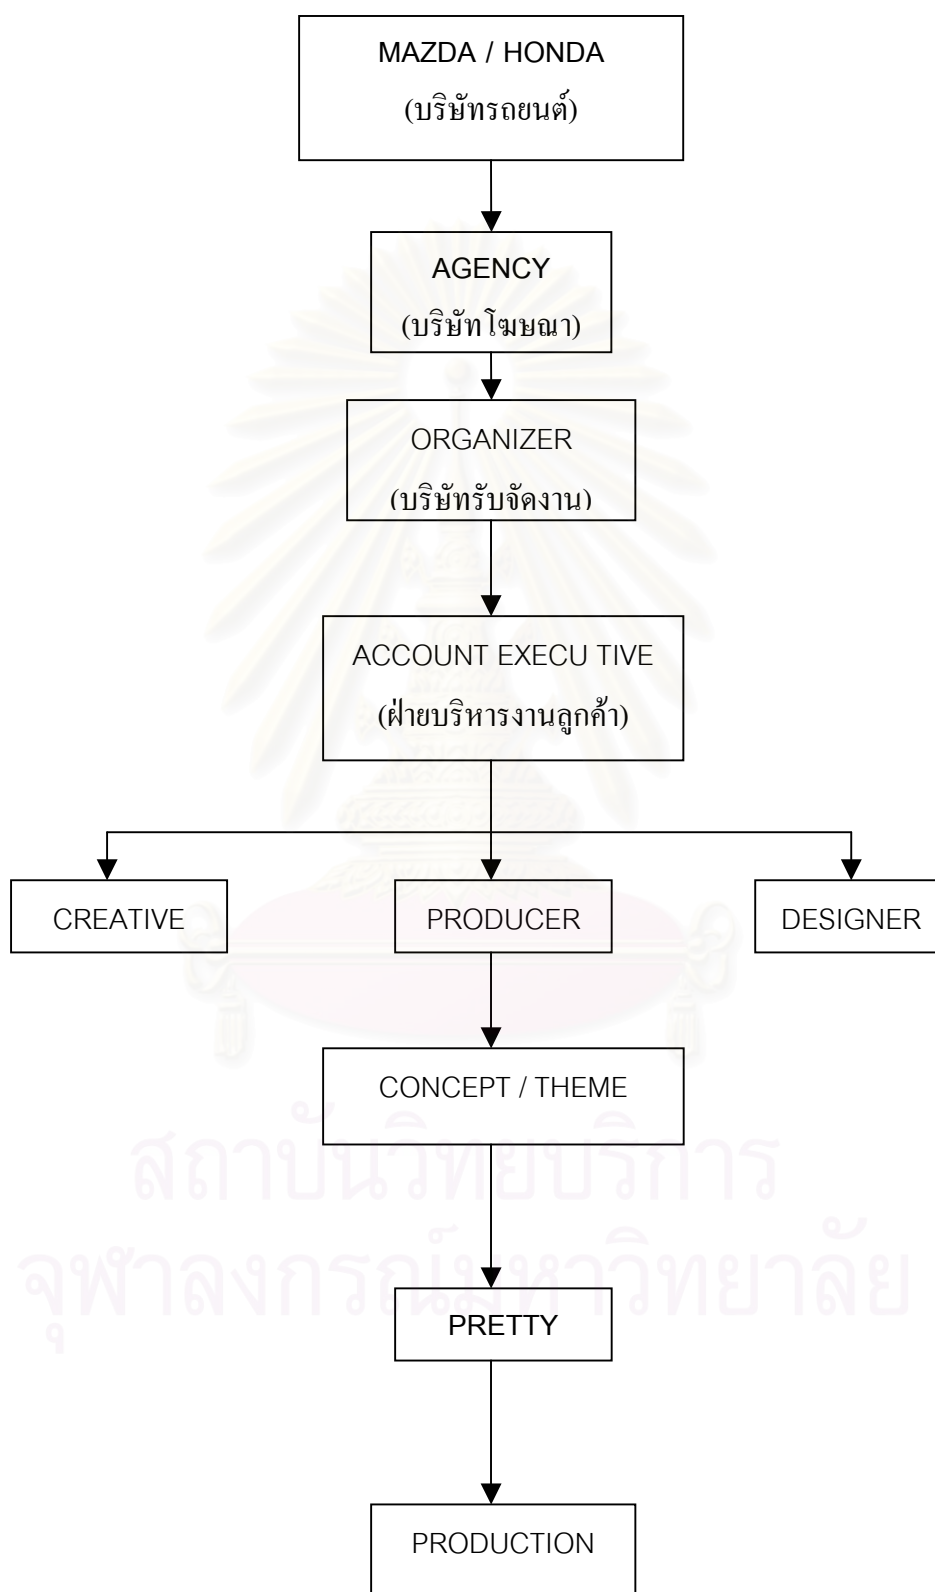 MAZDA / HONDA
(บริษัทรถยนต์)
AGENCY
(บริษัทโฆษณา)
ORGANIZER
(บริษัทรับจัดงาน)
ACCOUNT EXECU TIVE
(ฝ่ายบริหารงานลูกค้า)
CREATIVE PRODUCER DESIGNER
CONCEPT / THEME
สถาบันวิทยบริการ
จุฬาลงกรณ์มหาวิทยาลัย
PRETTY
PRODUCTION